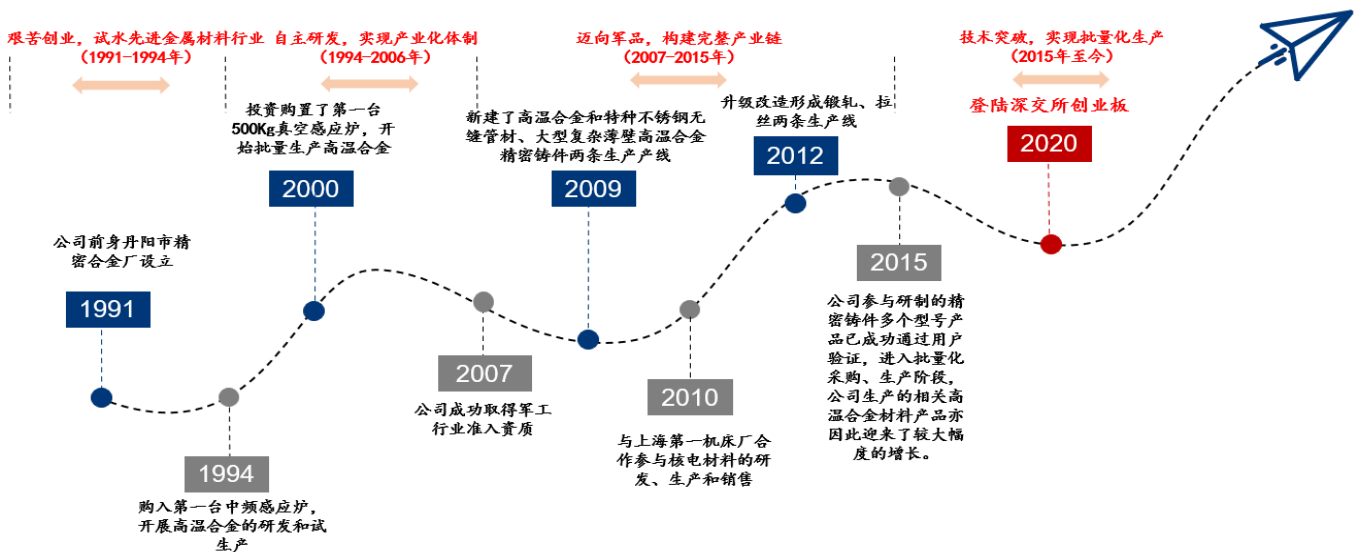 艰苦创业，试水先进金属材料行业
（1991-1994年）
自主研发，实现产业化体制
（1994-2006年）
迈向军品，构建完整产业链
（2007-2015年）
技术突破，实现批量化生产
（2015年至今）
登陆深交所创业板
公司前身丹阳市精
密合金厂设立
1991
1994
购入第一台中频感应炉，
开展高温合金的研发和试
生产
投资购置了第一台
500Kg真空感应炉，开
始批量生产高温合金
2000
2007
公司成功取得军工
行业准入资质
新建了高温合金和特种不锈钢无
缝管材、大型复杂薄壁高温合金
精密铸件两条生产产线
2009
2010
与上海第一机床厂合
作参与核电材料的研
发、生产和销售
升级改造形成锻轧、拉
丝两条生产线
2012
2015
公司参与研制的精
密铸件多个型号产
品已成功通过用户
验证，进入批量化
采购、生产阶段，
公司生产的相关高
温合金材料产品亦
因此迎来了较大幅
度的增长。
2020